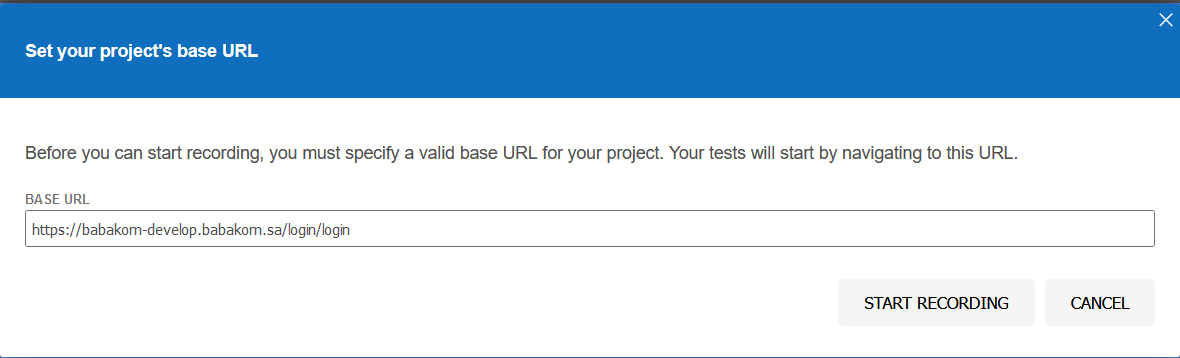 Set your project's base URL
Before you can start recording, you must specify a valid base URL for your project. Your tests will start by navigating to this URL.
BASE URL
https://babakom-develop.babakom.sa/login/login
START RECORDING CANCEL